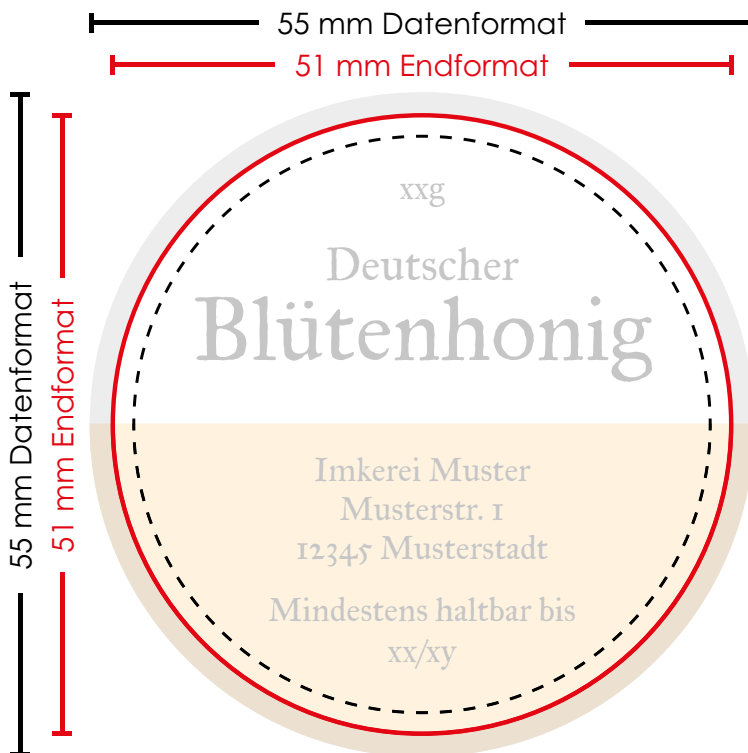 55 mm Datenformat
51 mm Endformat
55 mm Datenformat
51 mm Endformat
xxg
Deutscher
Blütenhonig
Imkerei Muster
Musterstr. 1
12345 Musterstadt
Mindestens haltbar bis
xx/xy